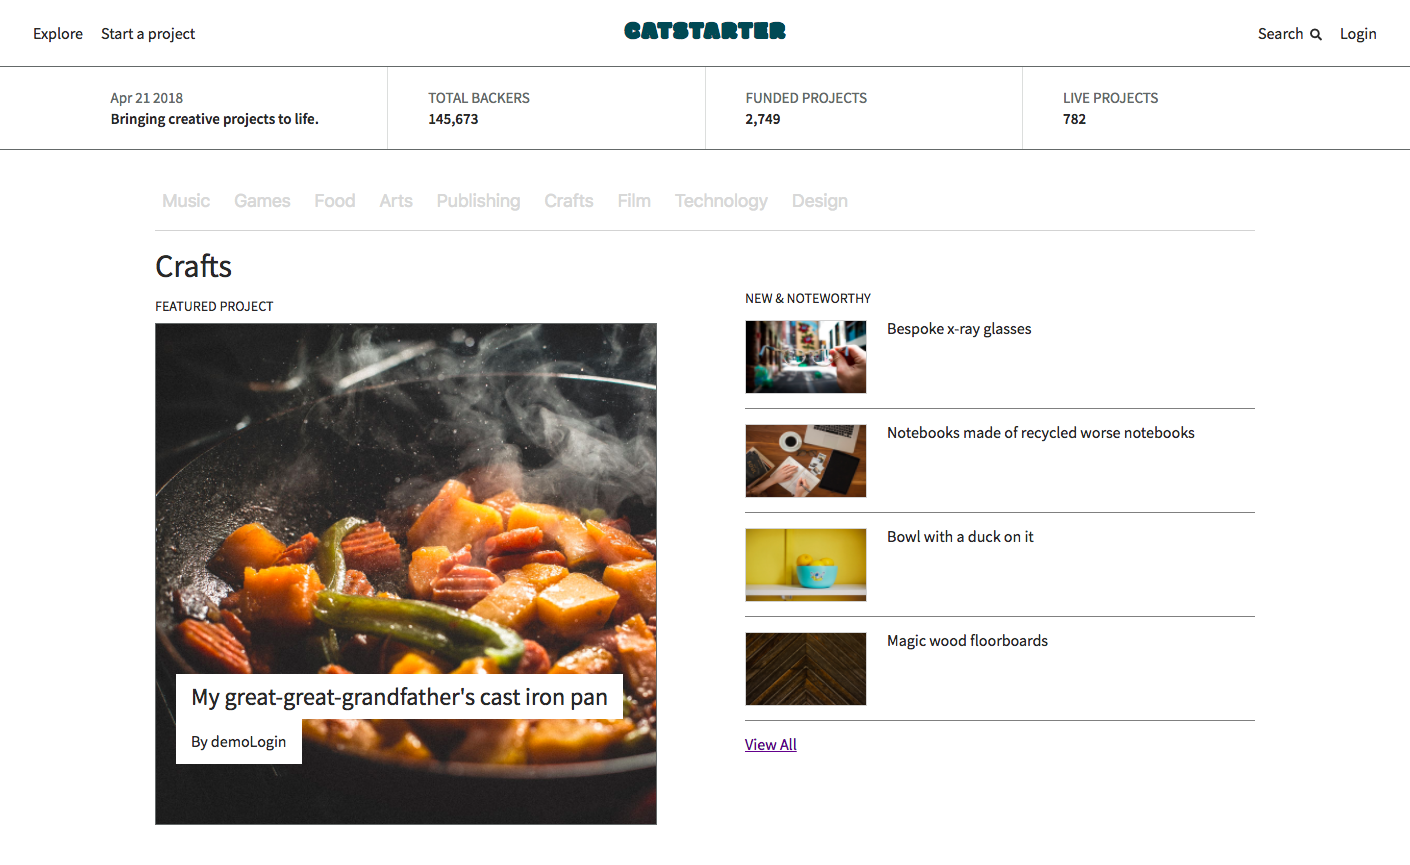 Explore Start a project
CATSTARTER
Search Login
Apr 21 2018
Bringing creative projects to life.
TOTAL BACKERS
145,673
FUNDED PROJECTS
2,749
LIVE PROJECTS
782
Music Games Food Arts Publishing Crafts Film Technology Design
Crafts
FEATURED PROJECT
My great-great-grandfather's cast iron pan
By demoLogin
NEW & NOTEWORTHY
Bespoke x-ray glasses
Notebooks made of recycled worse notebooks
Bowl with a duck on it
Magic wood floorboards
View All